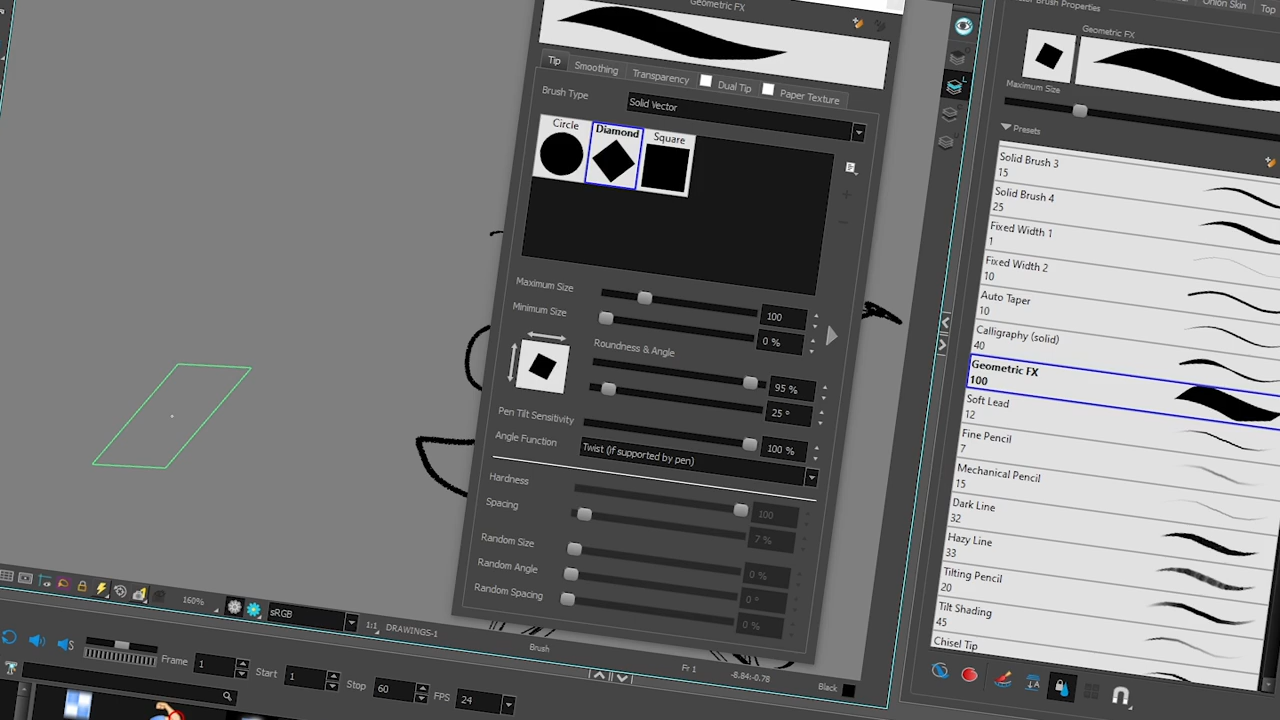 Geometric FX
Tip
Smoothing
Transparency
Dual Tip
Paper Texture
Brush Type
Solid Vector
Circle
Diamond
Square
Maximum Size
100
Minimum Size
0 %
Roundness & Angle
95 %
25 °
Pen Tilt Sensitivity
100 %
Angle Function
Twist (if supported by pen)
Hardness
100
Spacing
7 %
Random Size
0 %
Random Angle
0 °
Random Spacing
0 %
Onion Skin
Top
Brush Properties
Geometric FX
Maximum Size
Presets
Solid Brush 3
15
Solid Brush 4
25
Fixed Width 1
1
Fixed Width 2
10
Auto Taper
10
Calligraphy (solid)
40
Geometric FX
100
Soft Lead
12
Fine Pencil
7
Mechanical Pencil
15
Dark Line
32
Hazy Line
33
Tilting Pencil
20
Tilt Shading
45
Chisel Tip
160%
sRGB
1:1
DRAWINGS-1
Brush
Fr 1
-8.84;-0.78
Black
Frame
1
Start
1
Stop
60
FPS
24